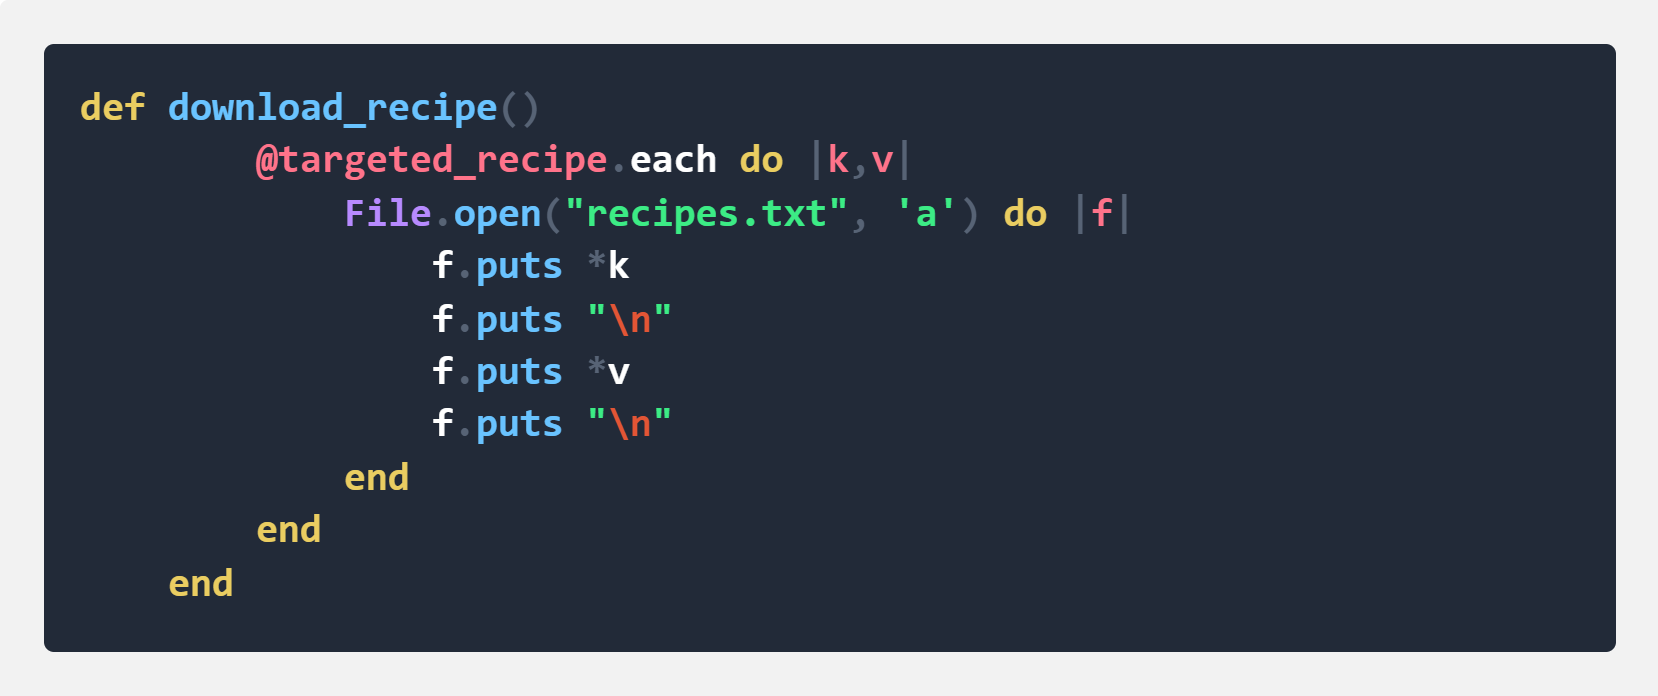 def download_recipe()
        @targeted_recipe.each do |k,v|
            File.open("recipes.txt", 'a') do |f|
                f.puts *k
                f.puts "\n"
                f.puts *v
                f.puts "\n"
            end
        end
    end